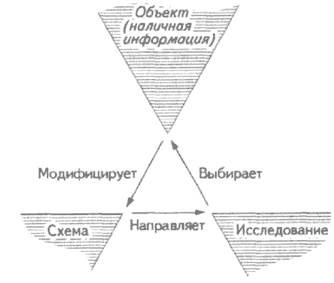 Объект
(наличная
информация)
Модифицирует
Выбирает
Схема
Направляет
Исследование